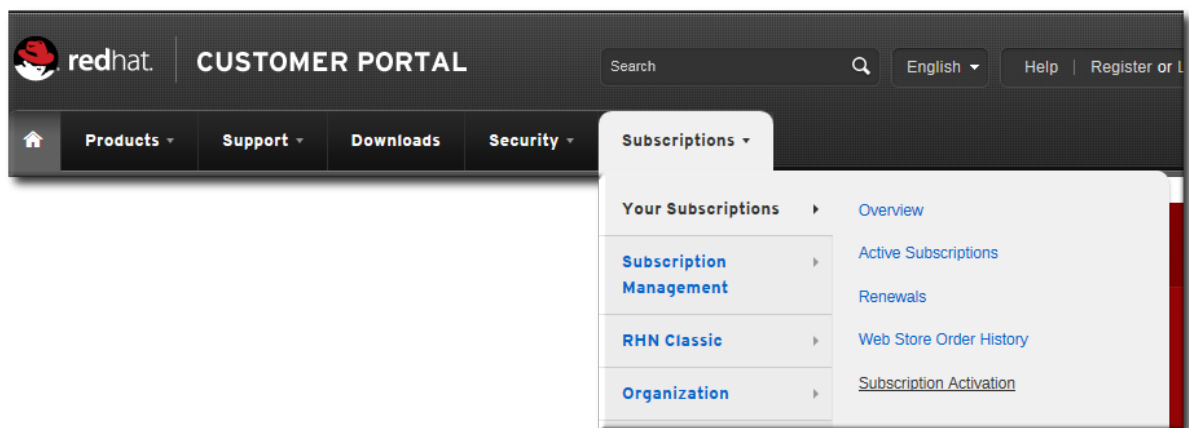 redhat. CUSTOMER PORTAL Search English Help | Register or
Products Support Downloads Security Subscriptions
Your Subscriptions
Subscription
Management
RHN Classic
Organization
Overview
Active Subscriptions
Renewals
Web Store Order History
Subscription Activation